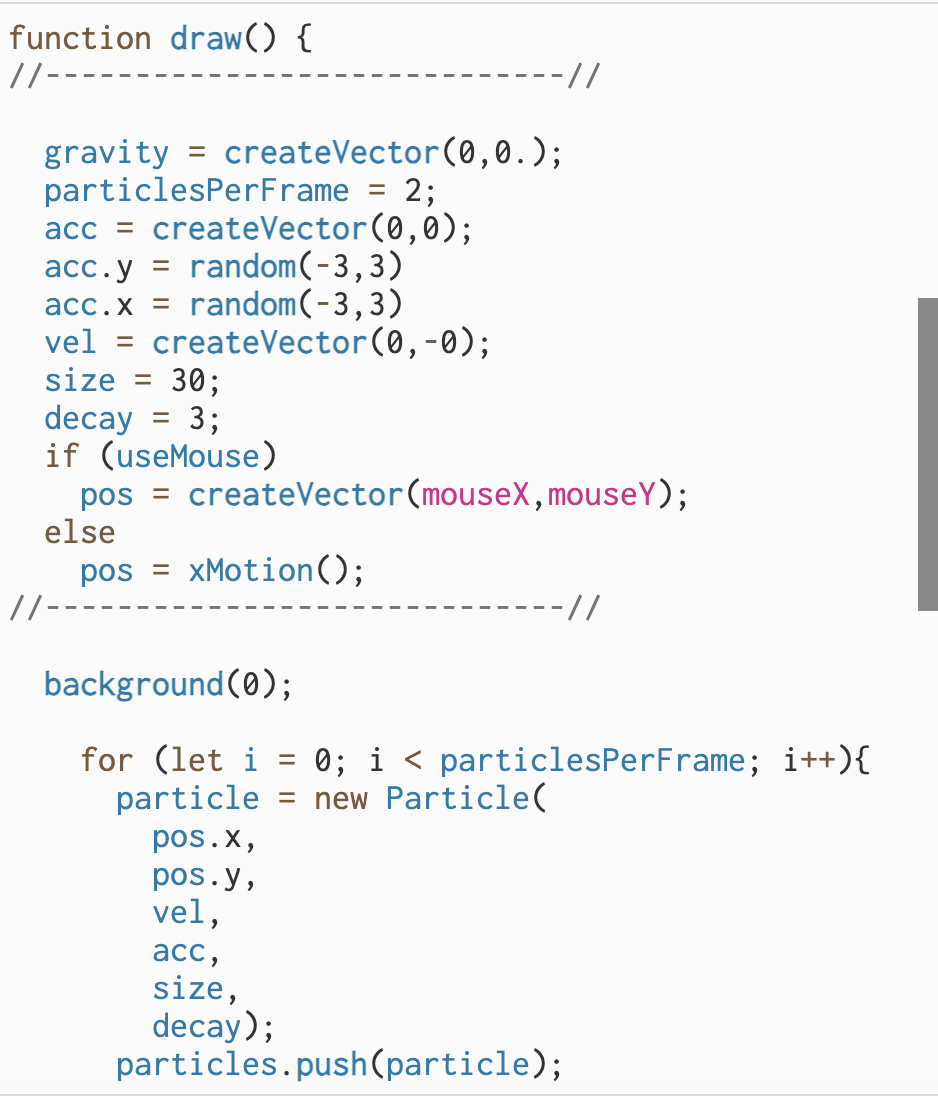 function draw() {
//-----------------------------//
gravity = createVector(0,0.);
particlesPerFrame = 2;
acc = createVector(0,0);
acc.y = random(-3,3)
acc.x = random(-3,3)
vel = createVector(0,-0);
size = 30;
decay = 3;
if (useMouse)
pos = createVector(mouseX,mouseY);
else
pos = xMotion();
//-----------------------------//
background(0);
for (let i = 0; i < particlesPerFrame; i++){
particle = new Particle(
pos.x,
pos.y,
vel,
acc,
size,
decay);
particles.push(particle);